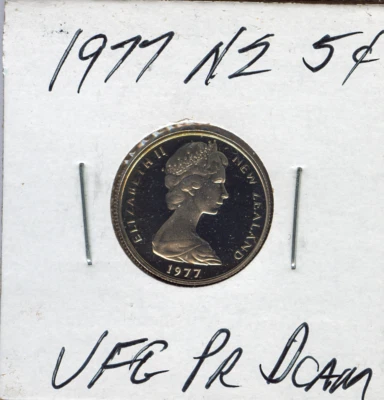 1977 NZ 5¢
ELIZABETH II NEW ZEALAND
1977
VFG PR DCAM